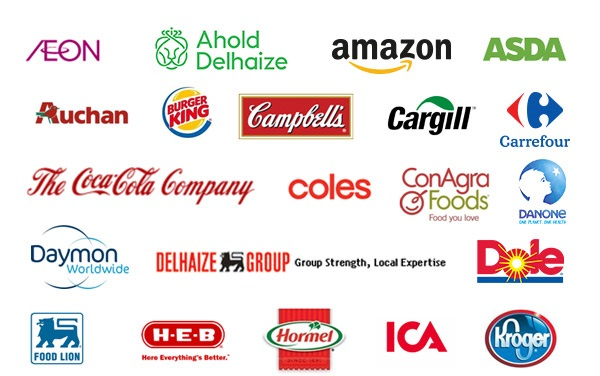 ÆON
Ahold
Delhaize
amazon
ASDA
Auchan
BURGER
KING
Campbell's
Cargill
Carrefour
The Coca-Cola Company
coles
ConAgra
Foods
Food you love
DANONE
ONE PLANET. ONE HEALTH
Daymon
Worldwide
DELHAIZE GROUP Group Strength, Local Expertise
Dole
FOOD LION
H-E-B
Here Everything's Better.
Hormel
ICA
Kroger